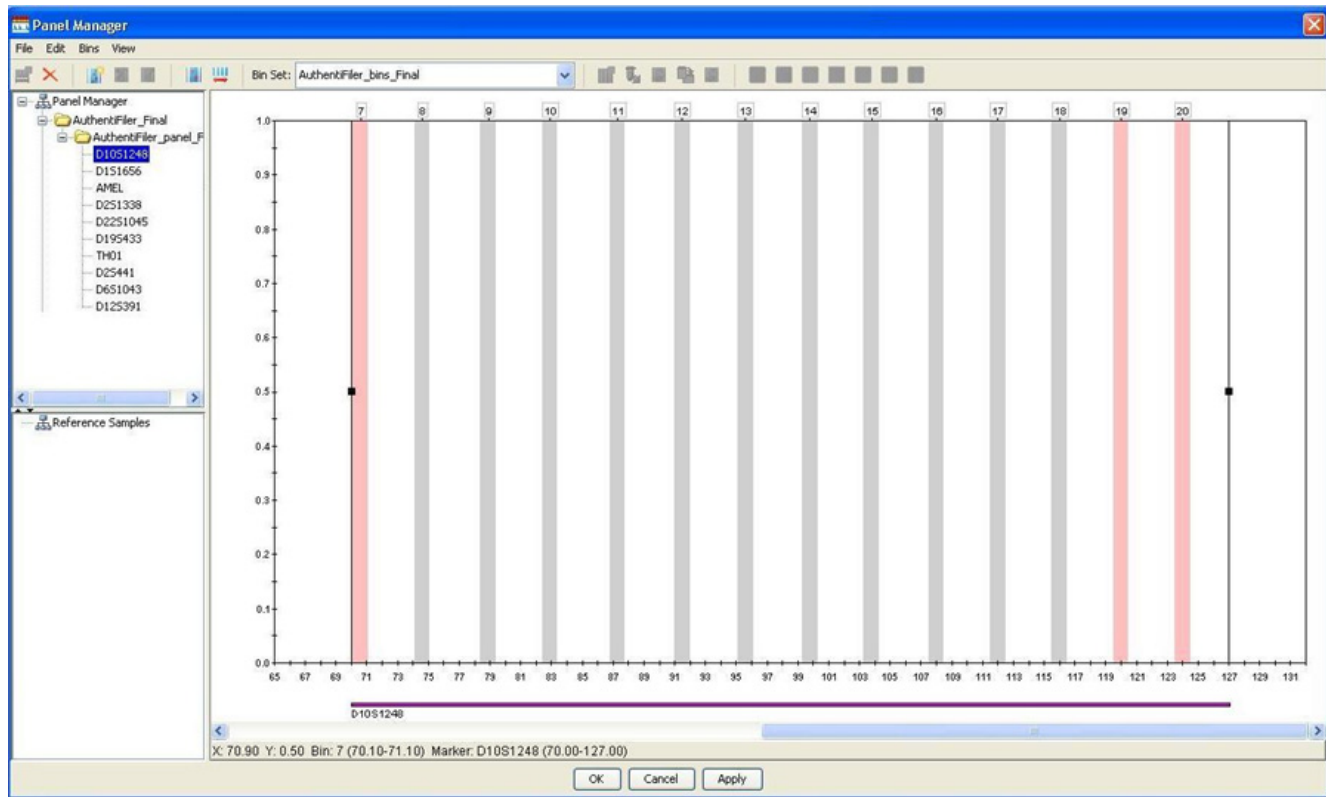 Panel Manager
File Edit Bins View
Bin Set: AuthentiFiler_bins_Final
Panel Manager
AuthentiFiler_Final
AuthentiFiler_panel_F
D10S1248
D1S1656
AMEL
D2S1338
D22S1045
D19S433
TH01
D2S441
D6S1043
D12S391
Reference Samples
7 8 9 10 11 12 13 14 15 16 17 18 19 20
1.0
0.9
0.8
0.7
0.6
0.5
0.4
0.3
0.2
0.1
0.0
65 67 69 71 73 75 77 79 81 83 85 87 89 91 93 95 97 99 101 103 105 107 109 111 113 115 117 119 121 123 125 127 129 131
D10S1248
X: 70.90 Y: 0.50 Bin: 7 (70.10-71.10) Marker: D10S1248 (70.00-127.00)
OK Cancel Apply